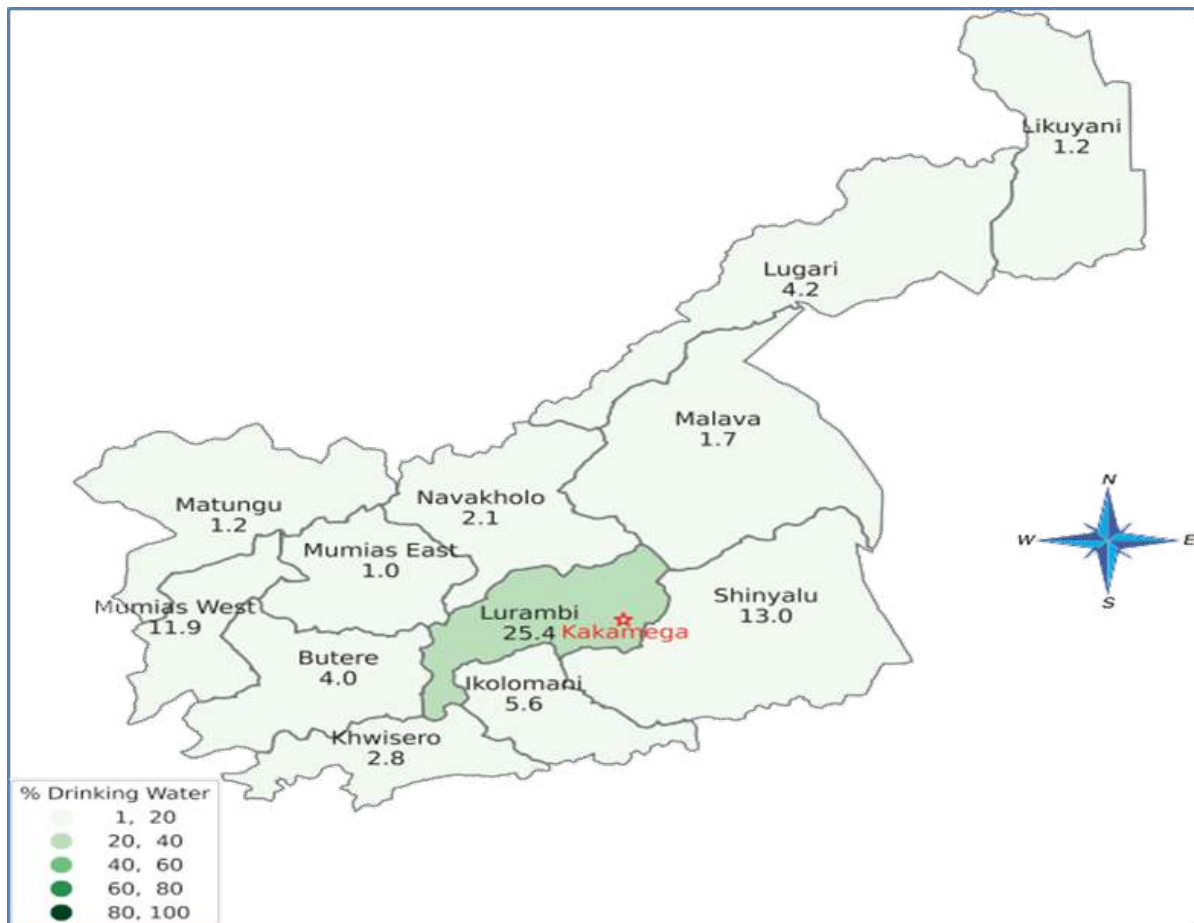 Likuyani
1.2
Lugari
4.2
Malava
1.7
Navakholo
2.1
Matungu
1.2
Mumias East
1.0
Mumias West
11.9
Lurambi
25.4
Kakamega
Shinyalu
13.0
Butere
4.0
Ikolomani
5.6
Khwisero
2.8
N
W
E
S
% Drinking Water
1, 20
20, 40
40, 60
60, 80
80, 100